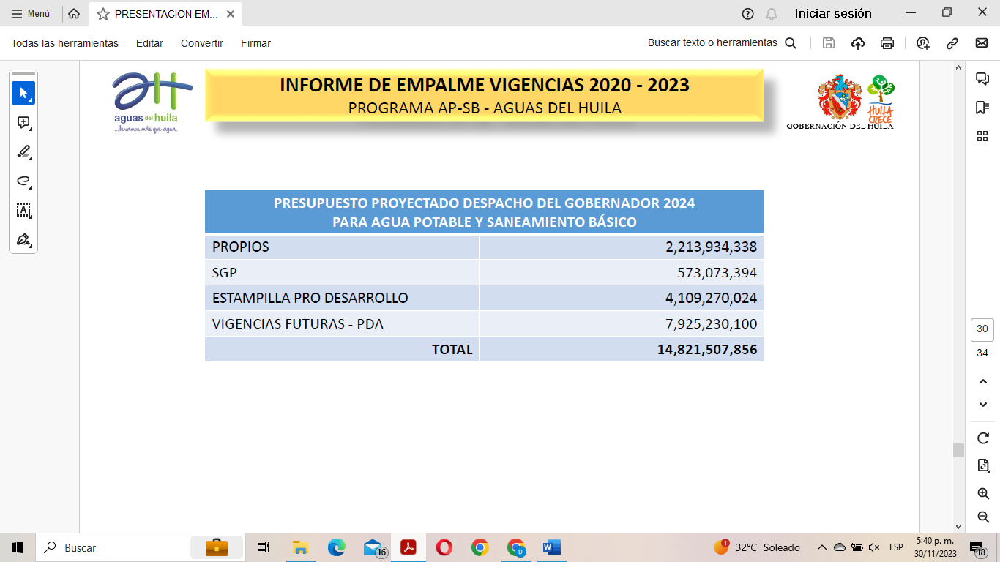 Menú
PRESENTACION EM...
Iniciar sesión
Todas las herramientas
Editar
Convertir
Firmar
Buscar texto o herramientas
aguas del huila
...llevamos más que agua.
INFORME DE EMPALME VIGENCIAS 2020 - 2023
PROGRAMA AP-SB - AGUAS DEL HUILA
HUILA
CRECE
GOBERNACIÓN DEL HUILA
PRESUPUESTO PROYECTADO DESPACHO DEL GOBERNADOR 2024
PARA AGUA POTABLE Y SANEAMIENTO BÁSICO
PROPIOS 2,213,934,338
SGP 573,073,394
ESTAMPILLA PRO DESARROLLO 4,109,270,024
VIGENCIAS FUTURAS - PDA 7,925,230,100
TOTAL 14,821,507,856
30
34
Buscar
16
1
32°C Soleado
ESP
5:40 p. m.
30/11/2023
18